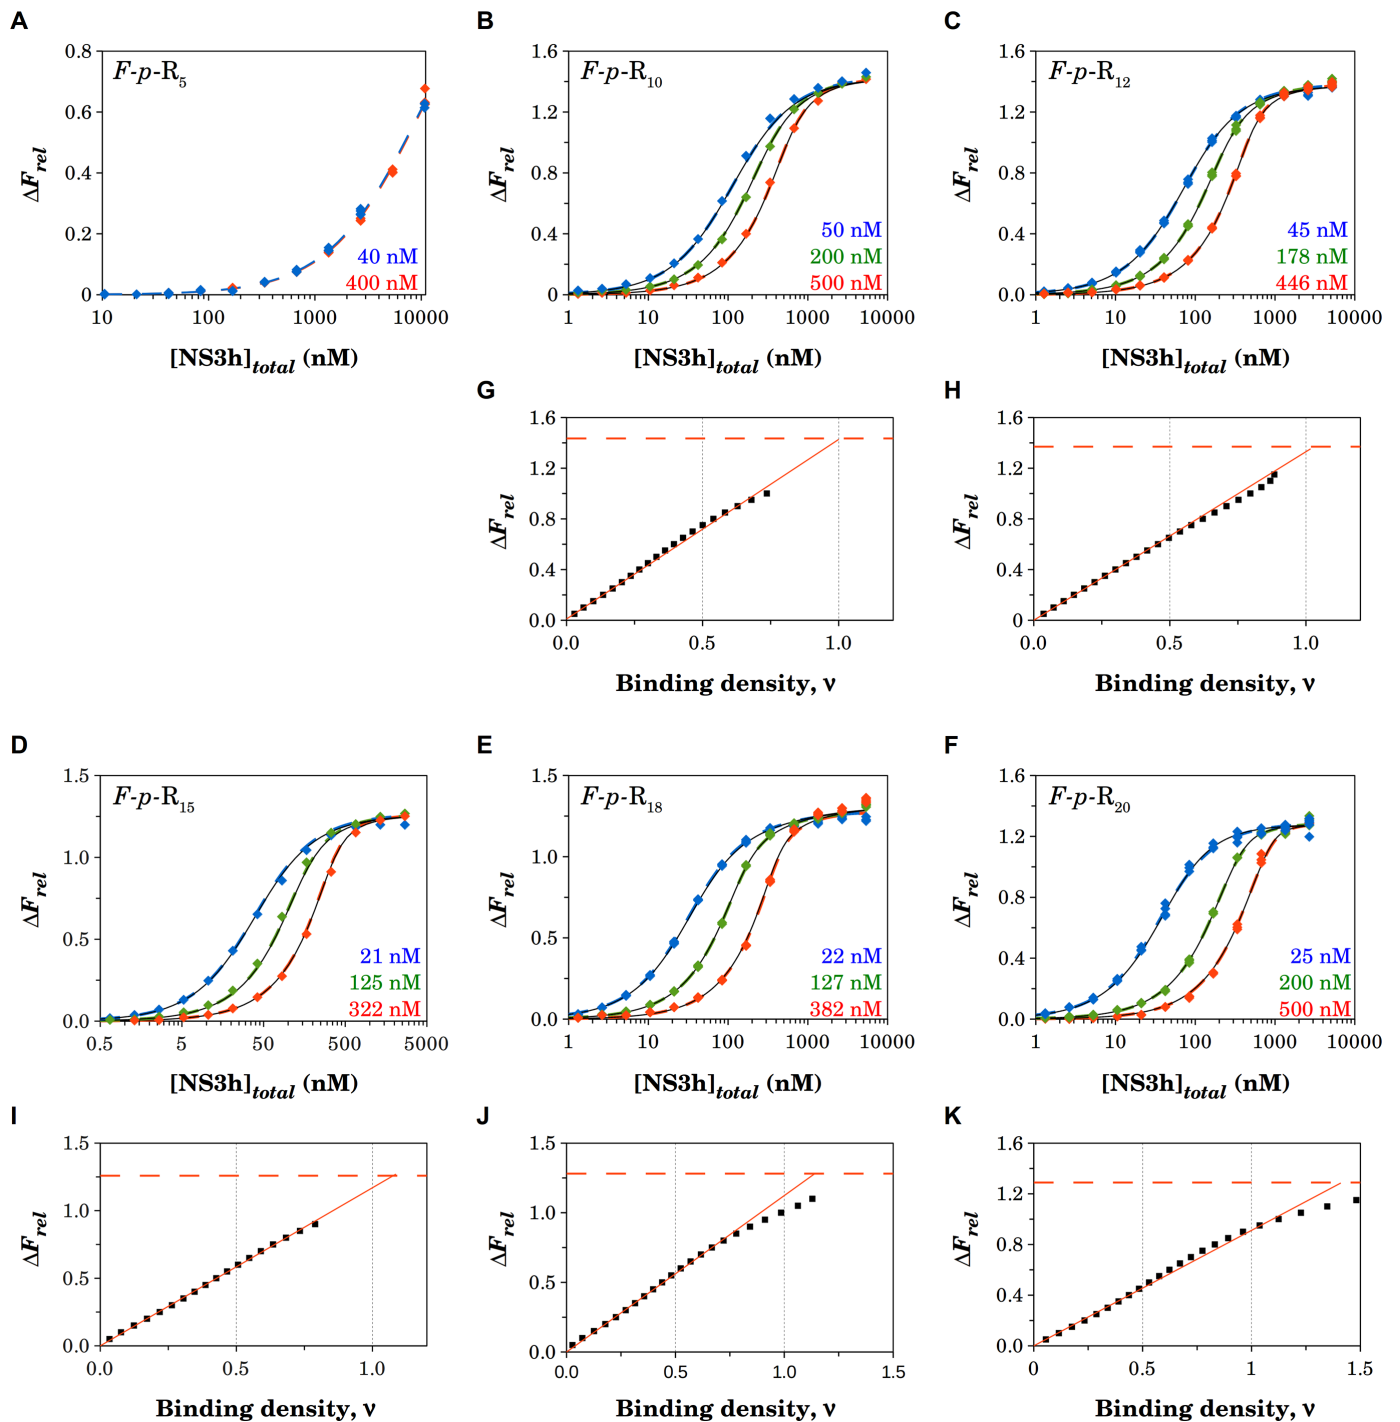 A
F-p-R5
0.8
0.6
0.4
0.2
0
ΔFrel
40 nM
400 nM
10 100 1000 10000
[NS3h]total (nM)
B
F-p-R10
1.6
1.2
0.8
0.4
0.0
ΔFrel
50 nM
200 nM
500 nM
1 10 100 1000 10000
[NS3h]total (nM)
C
F-p-R12
1.6
1.2
0.8
0.4
0.0
ΔFrel
45 nM
178 nM
446 nM
1 10 100 1000 10000
[NS3h]total (nM)
G
1.6
1.2
0.8
0.4
0.0
ΔFrel
0.0 0.5 1.0
Binding density, ν
H
1.6
1.2
0.8
0.4
0
ΔFrel
0.0 0.5 1.0
Binding density, ν
D
F-p-R15
1.5
1.0
0.5
0.0
ΔFrel
21 nM
125 nM
322 nM
0.5 5 50 500 5000
[NS3h]total (nM)
E
F-p-R18
1.5
1.0
0.5
0.0
ΔFrel
22 nM
127 nM
382 nM
1 10 100 1000 10000
[NS3h]total (nM)
F
F-p-R20
1.6
1.2
0.8
0.4
0.0
ΔFrel
25 nM
200 nM
500 nM
1 10 100 1000 10000
[NS3h]total (nM)
I
1.5
1.0
0.5
0.0
ΔFrel
0.0 0.5 1.0
Binding density, ν
J
1.5
1.0
0.5
0.0
ΔFrel
0.0 0.5 1.0 1.5
Binding density, ν
K
1.6
1.2
0.8
0.4
0.0
ΔFrel
0 0.5 1 1.5
Binding density, ν